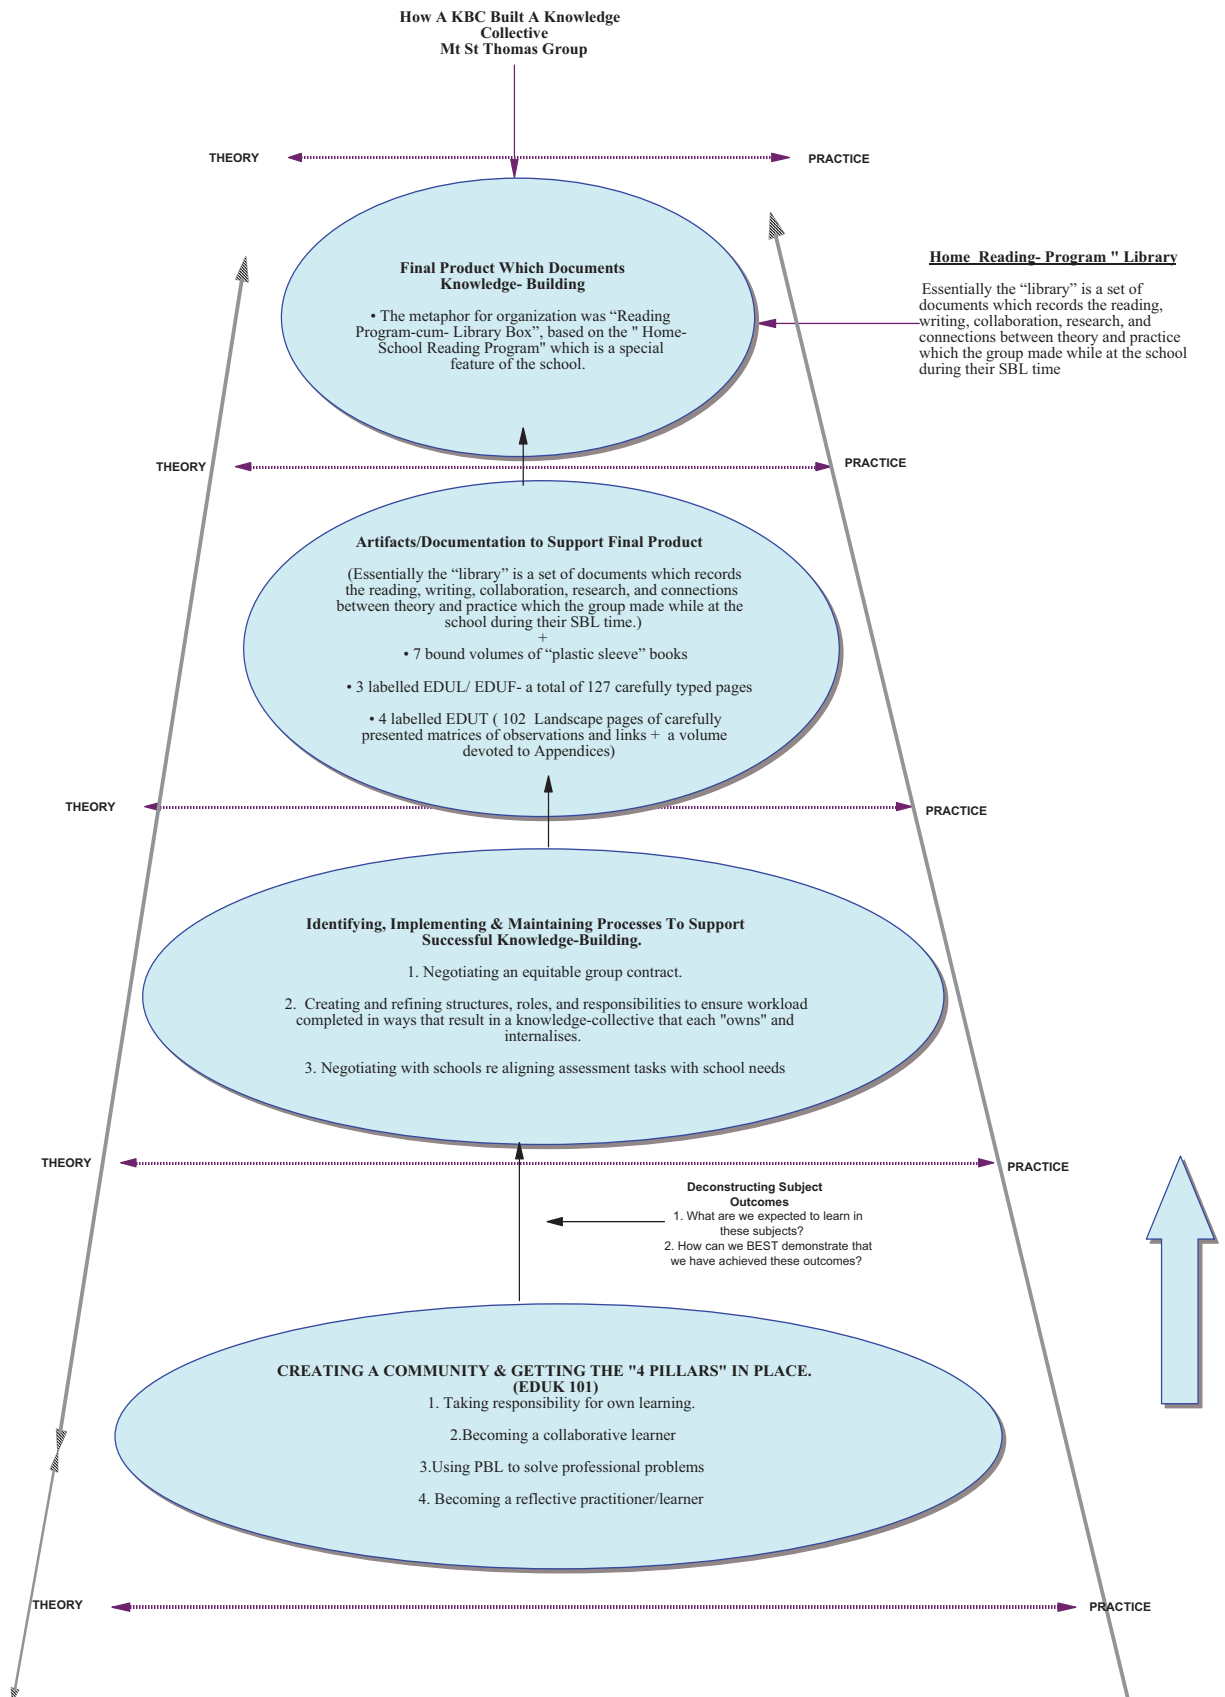 How A KBC Built A Knowledge
Collective
Mt St Thomas Group
THEORY
PRACTICE
Final Product Which Documents
Knowledge- Building
• The metaphor for organization was “Reading
Program-cum- Library Box”, based on the " Home-
School Reading Program" which is a special
feature of the school.
Home  Reading- Program " Library
Essentially the “library” is a set of
documents which records the reading,
writing, collaboration, research, and
connections between theory and practice
which the group made while at the school
during their SBL time
THEORY
PRACTICE
Artifacts/Documentation to Support Final Product
(Essentially the “library” is a set of documents which records
the reading, writing, collaboration, research, and connections
between theory and practice which the group made while at the
school during their SBL time.)
+
• 7 bound volumes of “plastic sleeve” books
• 3 labelled EDUL/ EDUF- a total of 127 carefully typed pages
• 4 labelled EDUT ( 102  Landscape pages of carefully
presented matrices of observations and links +  a volume
devoted to Appendices)
THEORY
PRACTICE
Identifying, Implementing & Maintaining Processes To Support
Successful Knowledge-Building.
1. Negotiating an equitable group contract.
2.  Creating and refining structures, roles, and responsibilities to ensure workload
completed in ways that result in a knowledge-collective that each "owns" and
internalises.
3. Negotiating with schools re aligning assessment tasks with school needs
THEORY
PRACTICE
Deconstructing Subject
Outcomes
1. What are we expected to learn in
these subjects?
2. How can we BEST demonstrate that
we have achieved these outcomes?
CREATING A COMMUNITY & GETTING THE "4 PILLARS" IN PLACE.
(EDUK 101)
1. Taking responsibility for own learning.
2.Becoming a collaborative learner
3.Using PBL to solve professional problems
4. Becoming a reflective practitioner/learner
THEORY
PRACTICE